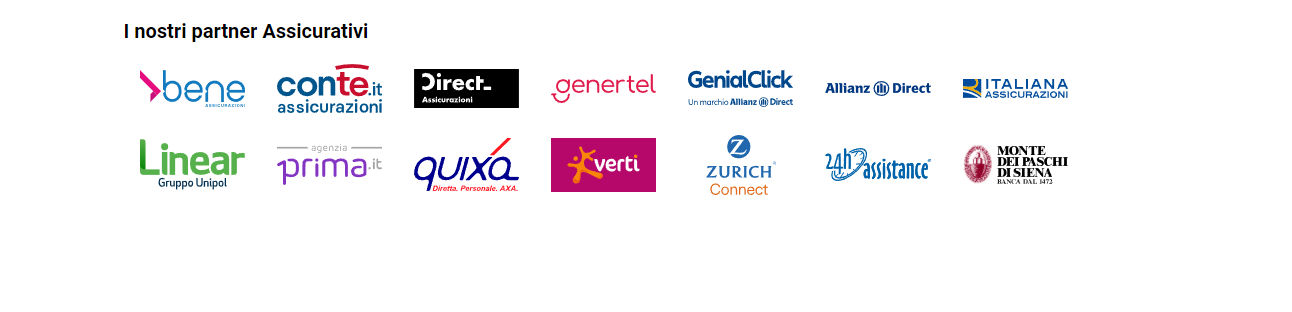 I nostri partner Assicurativi
bene
ASSICURAZIONI
conte.it
assicurazioni
Direct_
Assicurazioni
genertel
GenialClick
Un marchio Allianz Direct
Allianz Direct
ITALIANA
ASSICURAZIONI
Linear
Gruppo Unipol
agenzia
prima.it
quixa
Diretta. Personale. AXA.
verti
Z
ZURICH®
Connect
24h assistance
MONTE
DEI PASCHI
DI SIENA
BANCA DAL 1472